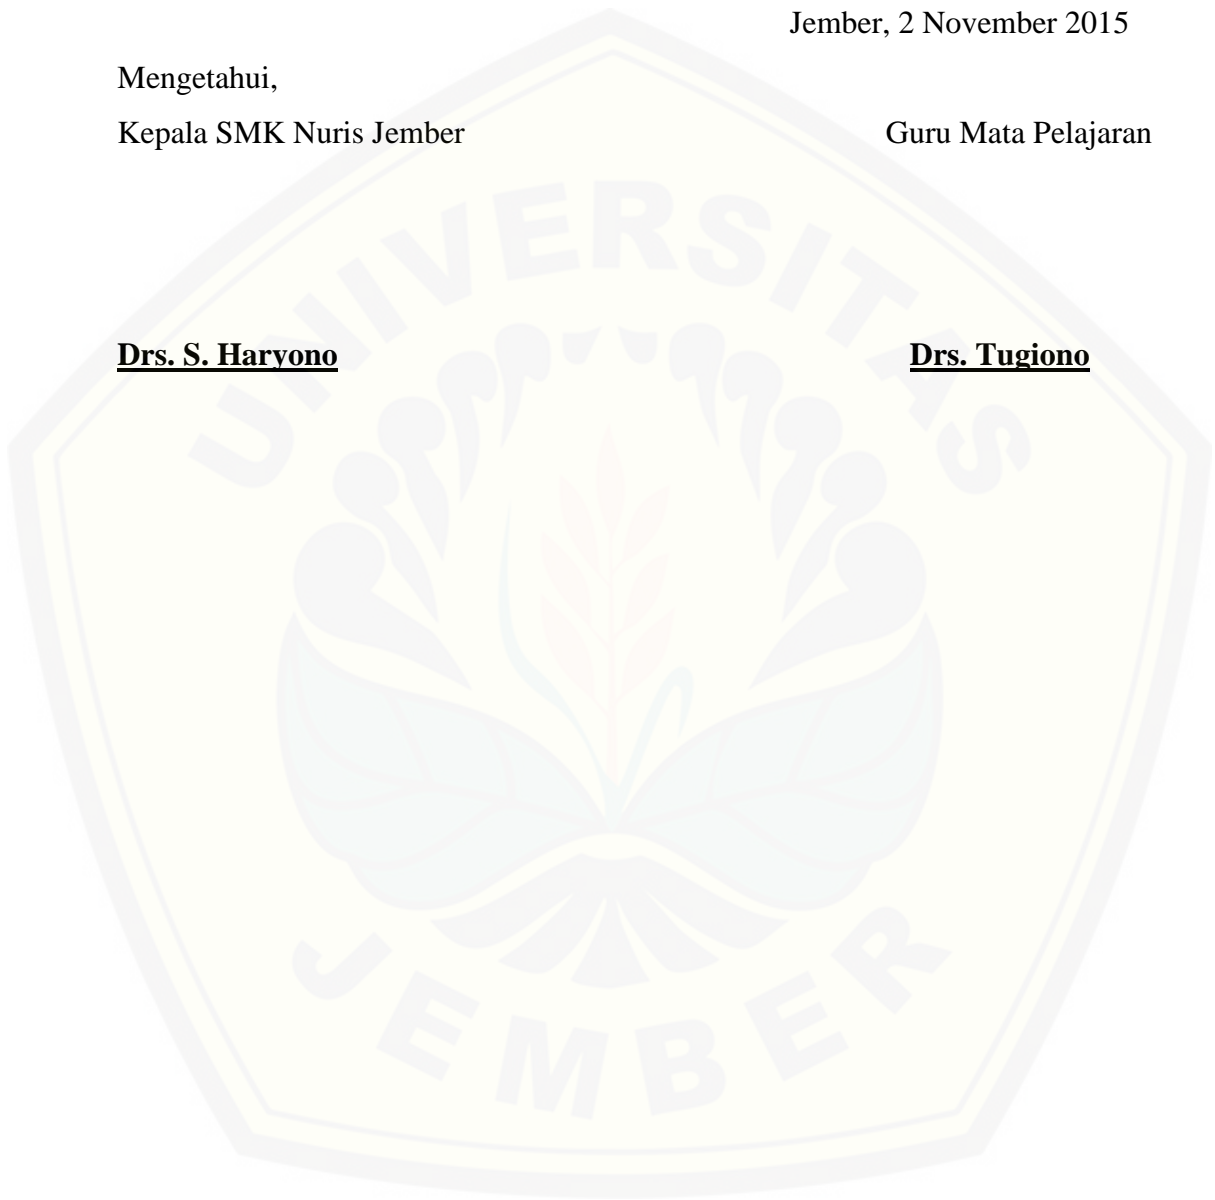 Jember, 2 November 2015
Mengetahui,
Kepala SMK Nuris Jember Guru Mata Pelajaran
Drs. S. Haryono Drs. Tugiono
UNIVERSITAS
JEMBER